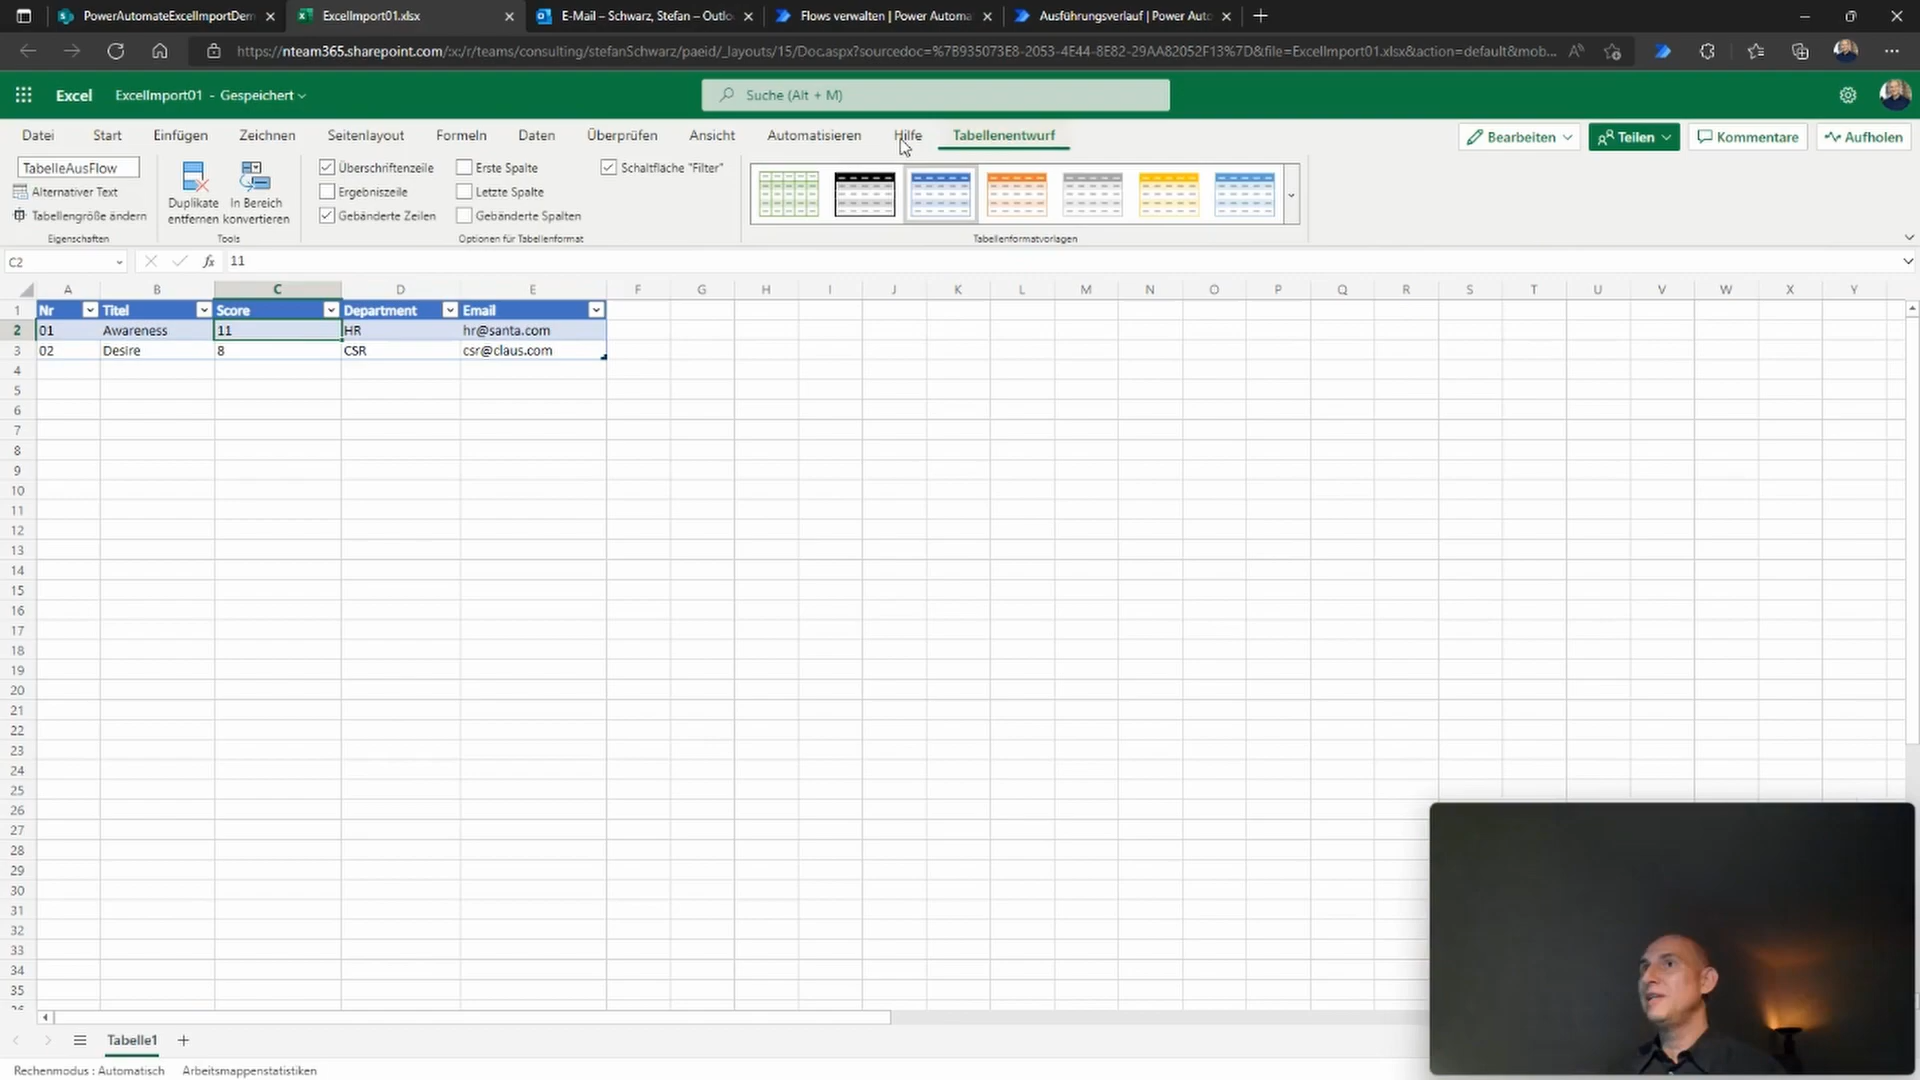 PowerAutomateExcelImportDem
ExcelImport01.xlsx
E-Mail – Schwarz, Stefan – Outlo
Flows verwalten | Power Automa
Ausführungsverlauf | Power Auto
https://nteam365.sharepoint.com/:x:/r/teams/consulting/stefanSchwarz/paeid/_layouts/15/Doc.aspx?sourcedoc=%7B935073E8-2053-4E44-8E82-29AA82052F13%7D&file=ExcelImport01.xlsx&action=default&mob...
Excel ExcelImport01 - Gespeichert
Suche (Alt + M)
Datei Start Einfügen Zeichnen Seitenlayout Formeln Daten Überprüfen Ansicht Automatisieren Hilfe Tabellenentwurf
Bearbeiten Teilen Kommentare Aufholen
TabelleAusFlow
Alternativer Text
Tabellengröße ändern
Eigenschaften
Duplikate entfernen
In Bereich konvertieren
Tools
Überschriftenzeile Erste Spalte Schaltfläche "Filter"
Ergebniszeile Letzte Spalte
Gebänderte Zeilen Gebänderte Spalten
Optionen für Tabellenformat
Tabellenformatvorlagen
C2 fx 11
A B C D E F G H I J K L M N O P Q R S T U V W X Y
1 Nr Titel Score Department Email
2 01 Awareness 11 HR hr@santa.com
3 02 Desire 8 CSR csr@claus.com
4
5
6
7
8
9
10
11
12
13
14
15
16
17
18
19
20
21
22
23
24
25
26
27
28
29
30
31
32
33
34
35
Tabelle1
Rechenmodus : Automatisch Arbeitsmappenstatistiken